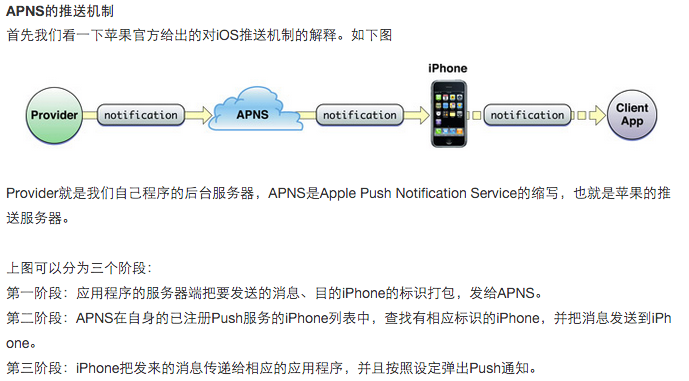 APNS的推送机制
首先我们看一下苹果官方给出的对iOS推送机制的解释。如下图
iPhone
Provider
notification
APNS
notification
notification
Client
App
Provider就是我们自己程序的后台服务器，APNS是Apple Push Notification Service的缩写，也就是苹果的推
送服务器。
上图可以分为三个阶段：
第一阶段：应用程序的服务器端把要发送的消息、目的iPhone的标识打包，发给APNS。
第二阶段：APNS在自身的已注册Push服务的iPhone列表中，查找有相应标识的iPhone，并把消息发送到iPh
one。
第三阶段：iPhone把发来的消息传递给相应的应用程序，并且按照设定弹出Push通知。